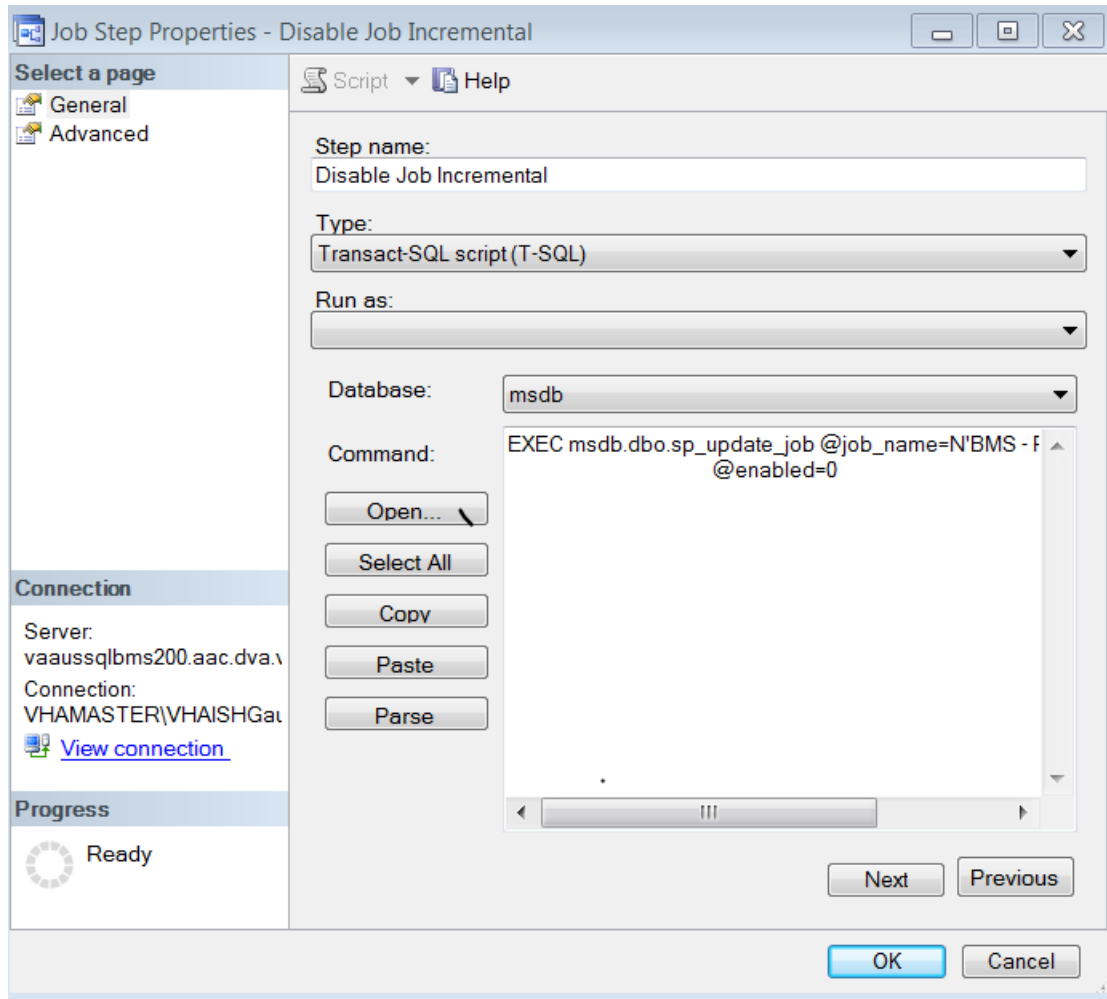 Job Step Properties - Disable Job Incremental
Select a page
General
Advanced
Script
Help
Step name:
Disable Job Incremental
Type:
Transact-SQL script (T-SQL)
Run as:
Database:
msdb
Command:
EXEC msdb.dbo.sp_update_job @job_name=N'BMS -
@enabled=0
Open...
Select All
Copy
Paste
Parse
Connection
Server:
vaaussqlbms200.aac.dva.v
Connection:
VHAMASTER\VHAISHGau
View connection
Progress
Ready
Next
Previous
OK
Cancel